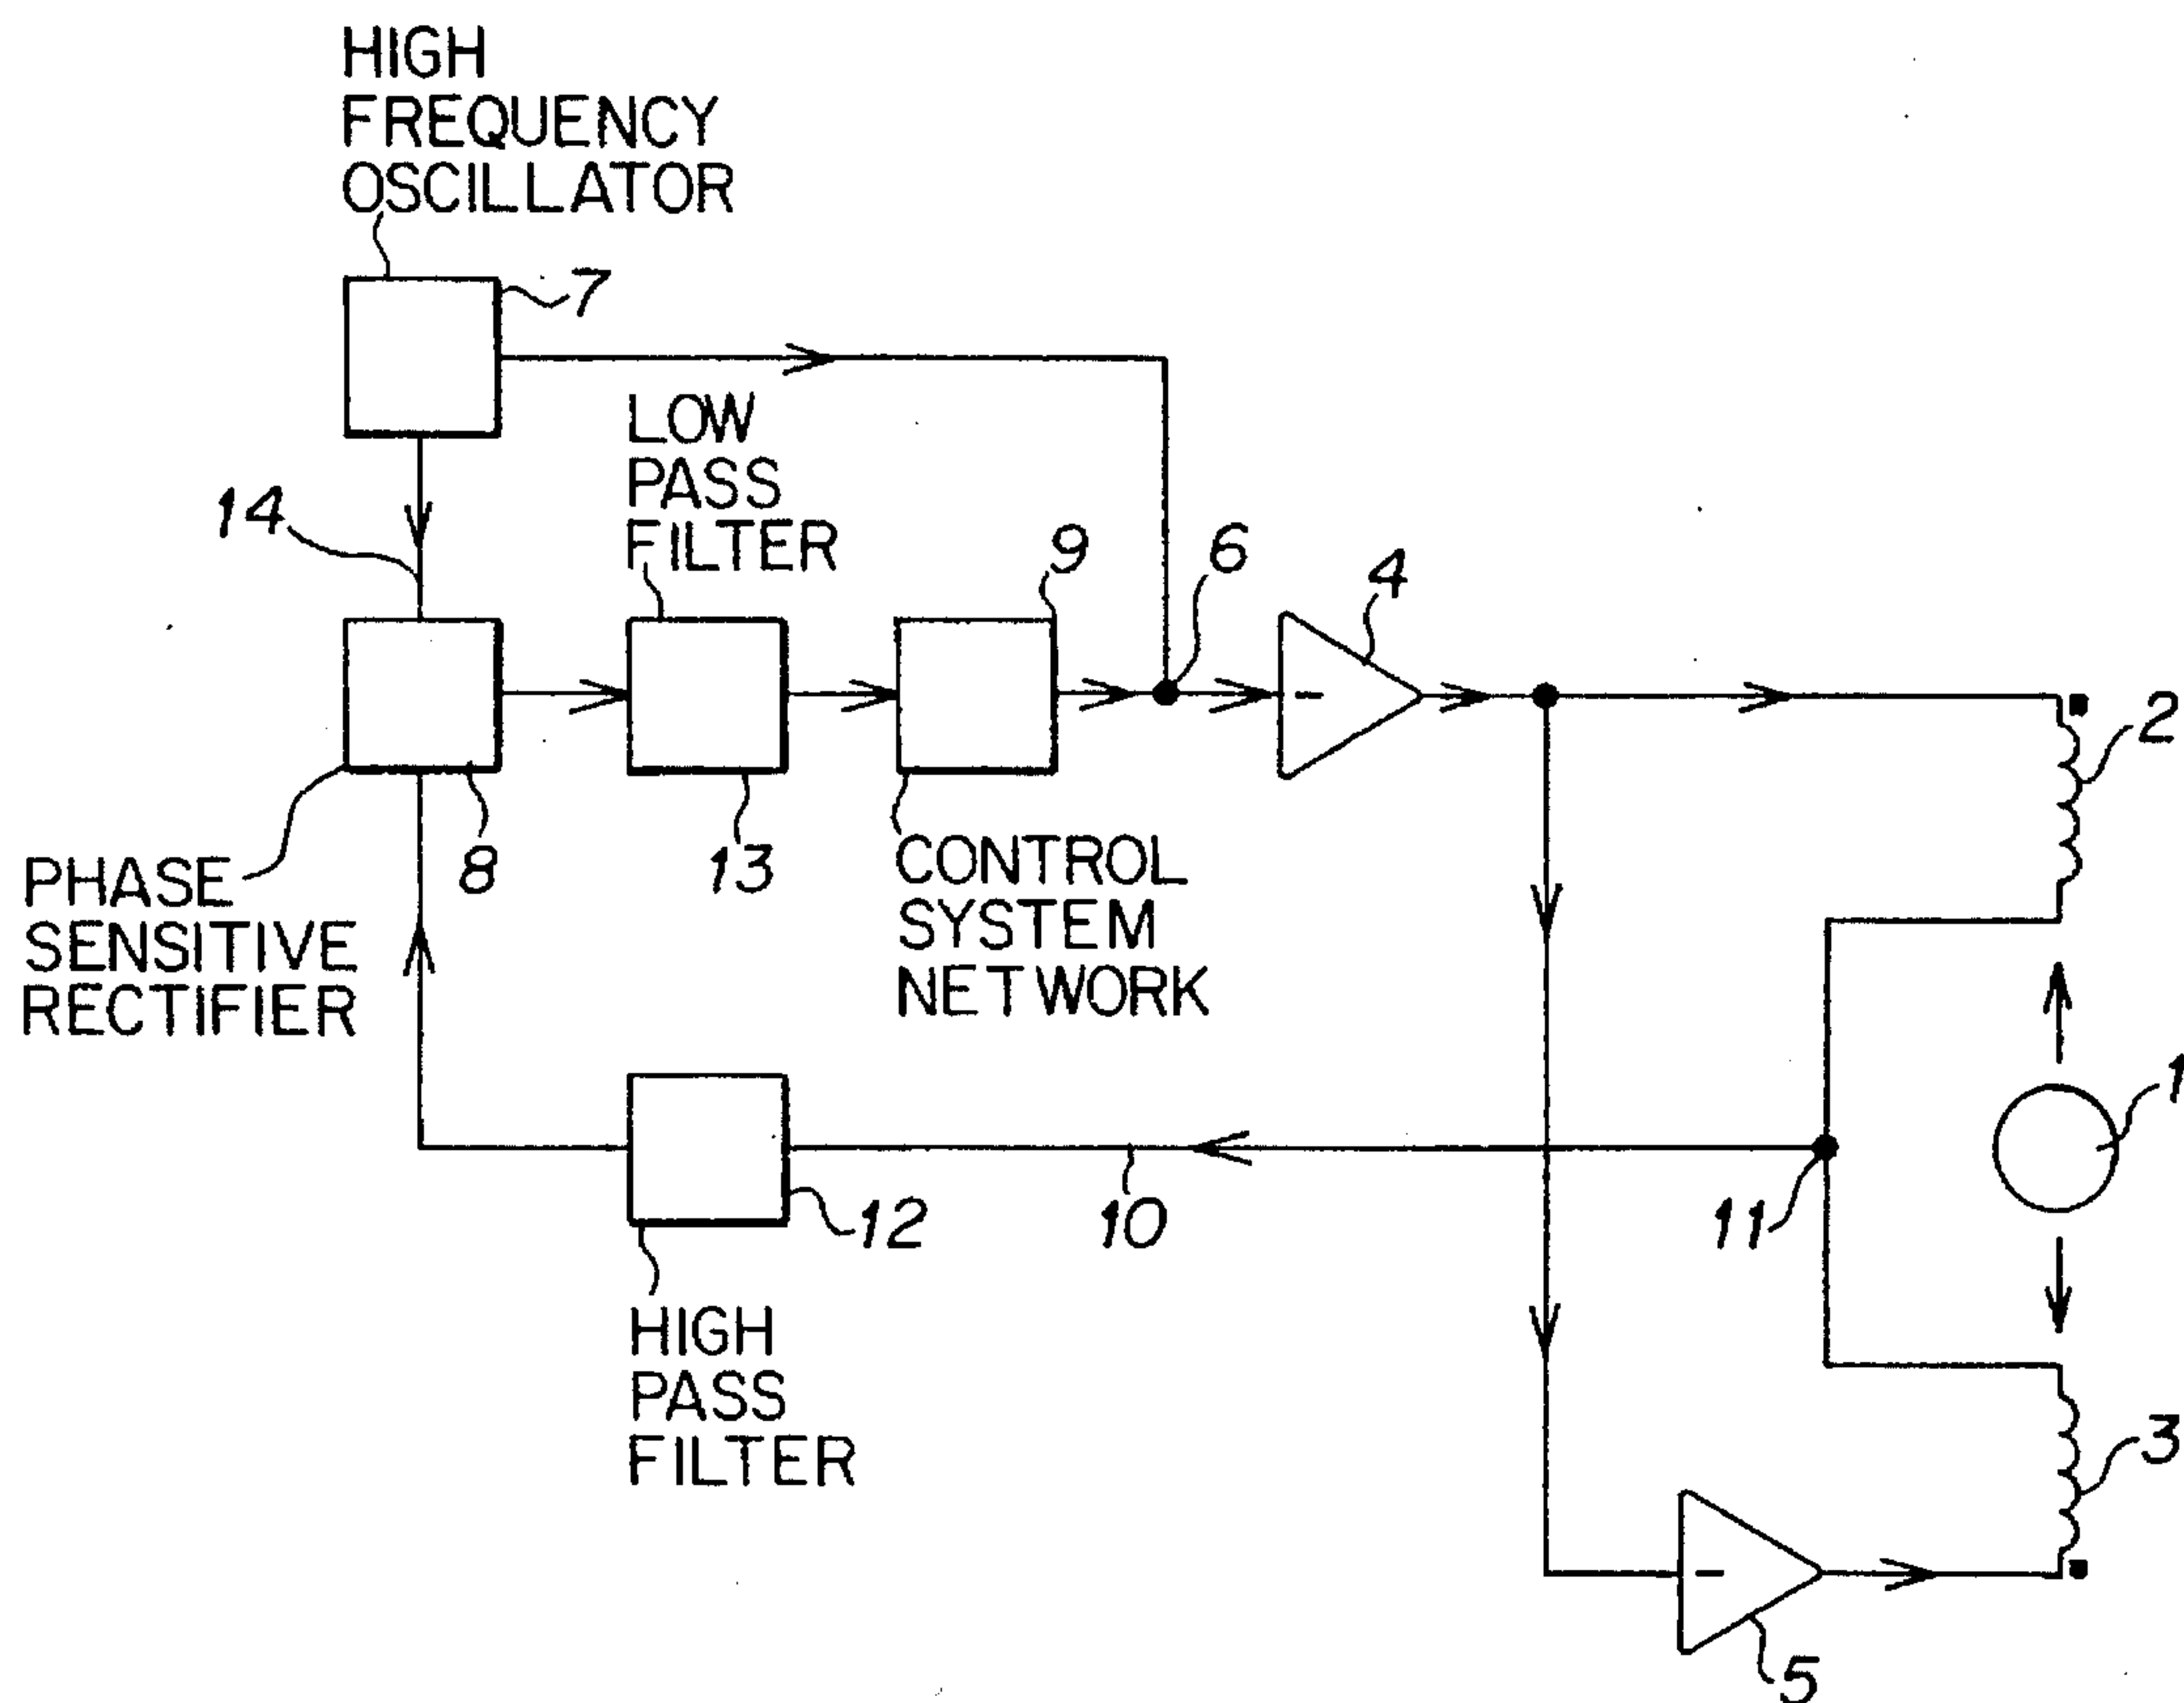 HIGH
FREQUENCY
OSCILLATOR
7
LOW
PASS
FILTER
14
9
6
4
2
PHASE
SENSITIVE
RECTIFIER
8
13
CONTROL
SYSTEM
NETWORK
1
12
10
11
HIGH
PASS
FILTER
3
5